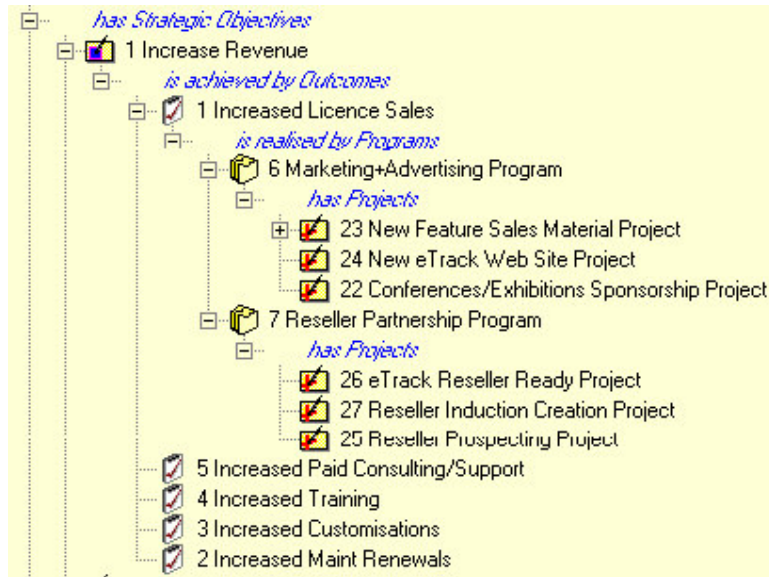 has Strategic Objectives
1 Increase Revenue
is achieved by Outcomes
1 Increased Licence Sales
is realised by Programs
6 Marketing+Advertising Program
has Projects
23 New Feature Sales Material Project
24 New eTrack Web Site Project
22 Conferences/Exhibitions Sponsorship Project
7 Reseller Partnership Program
has Projects
26 eTrack Reseller Ready Project
27 Reseller Induction Creation Project
25 Reseller Prospecting Project
5 Increased Paid Consulting/Support
4 Increased Training
3 Increased Customisations
2 Increased Maint Renewals